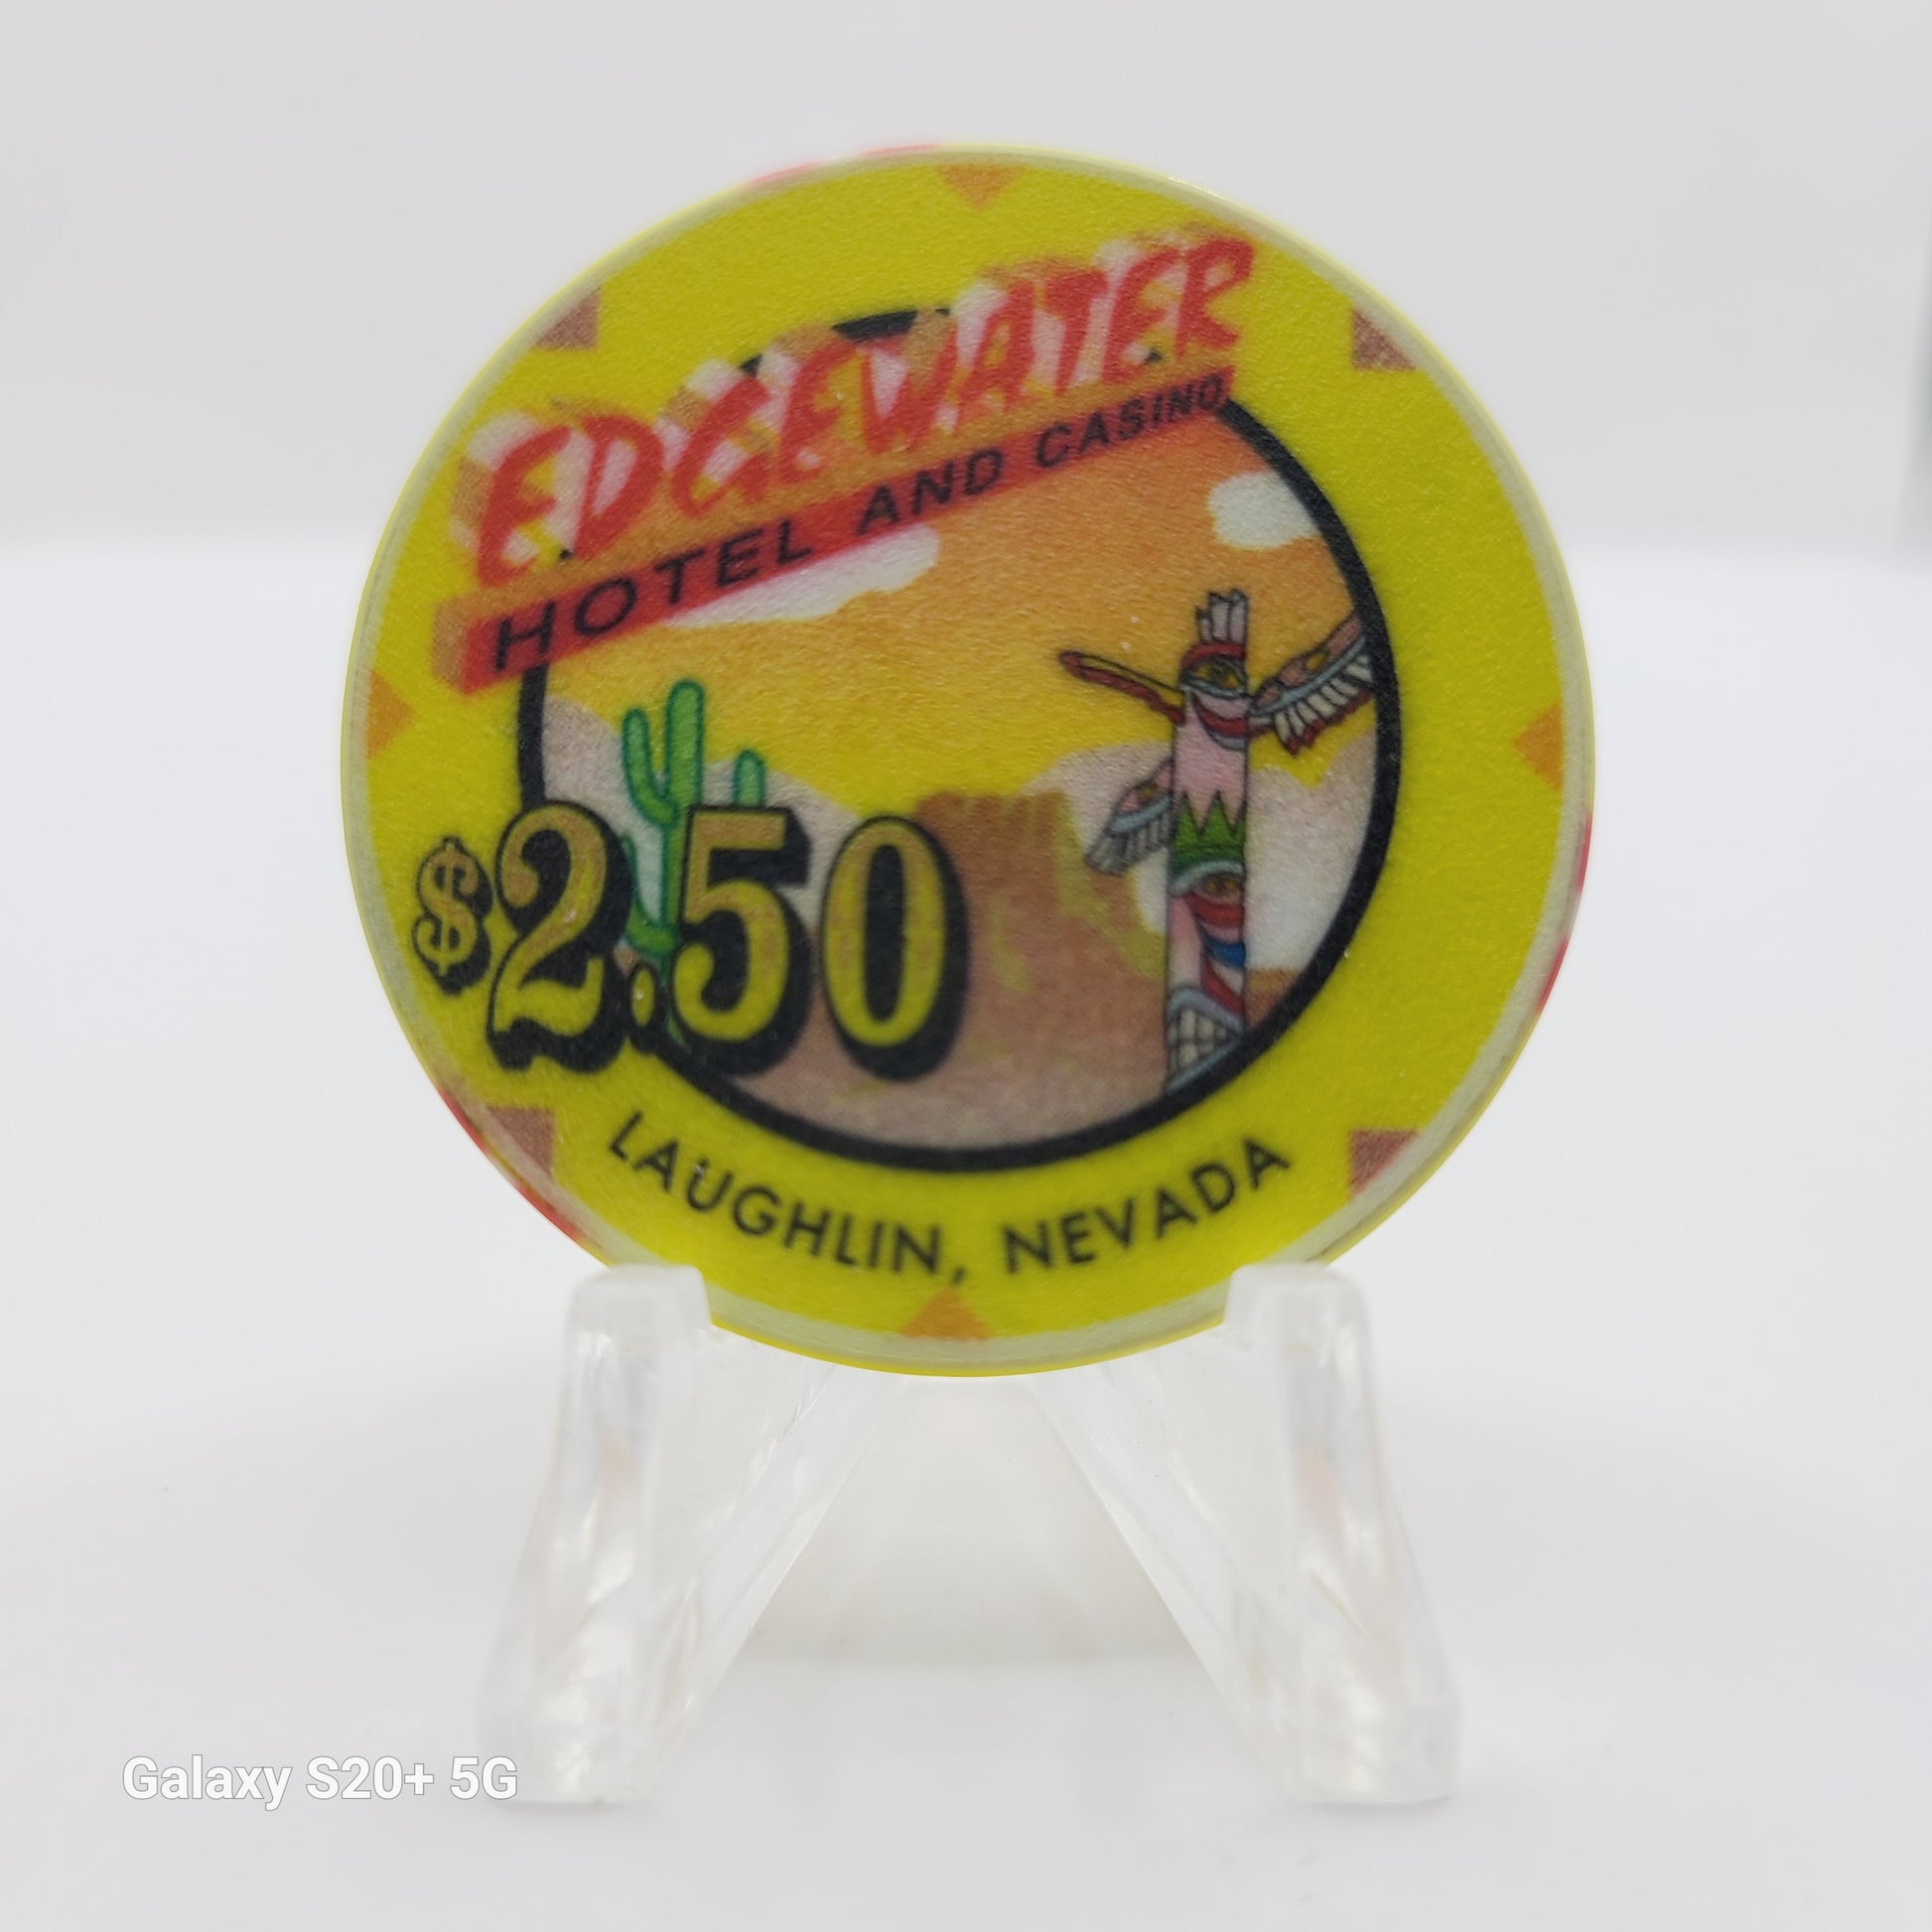 EDGEWATER
HOTEL AND CASINO
$2.50
LAUGHLIN, NEVADA
Galaxy S20+ 5G